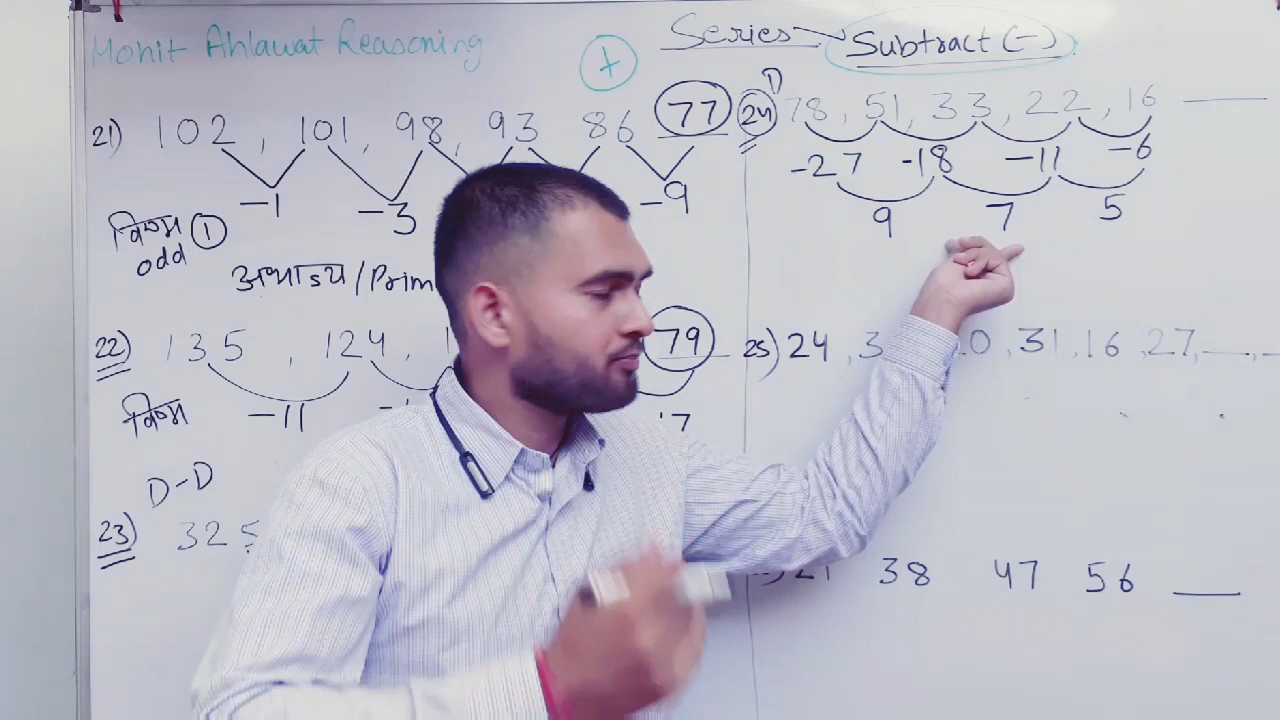 Mohit Ahlawat Reasoning
+
Series Subtract (-)
21) 102, 101, 98, 93 86 77
-1 -3 -9
विषम 1
odd
अभाज्य/Prim
22) 135, 124, 79
विषम -11
D-D
23) 325
24) 78, 51, 33, 22, 16
-27 -18 -11 -6
9 7 5
25) 24, 3 31, 16, 27,
38 47 56